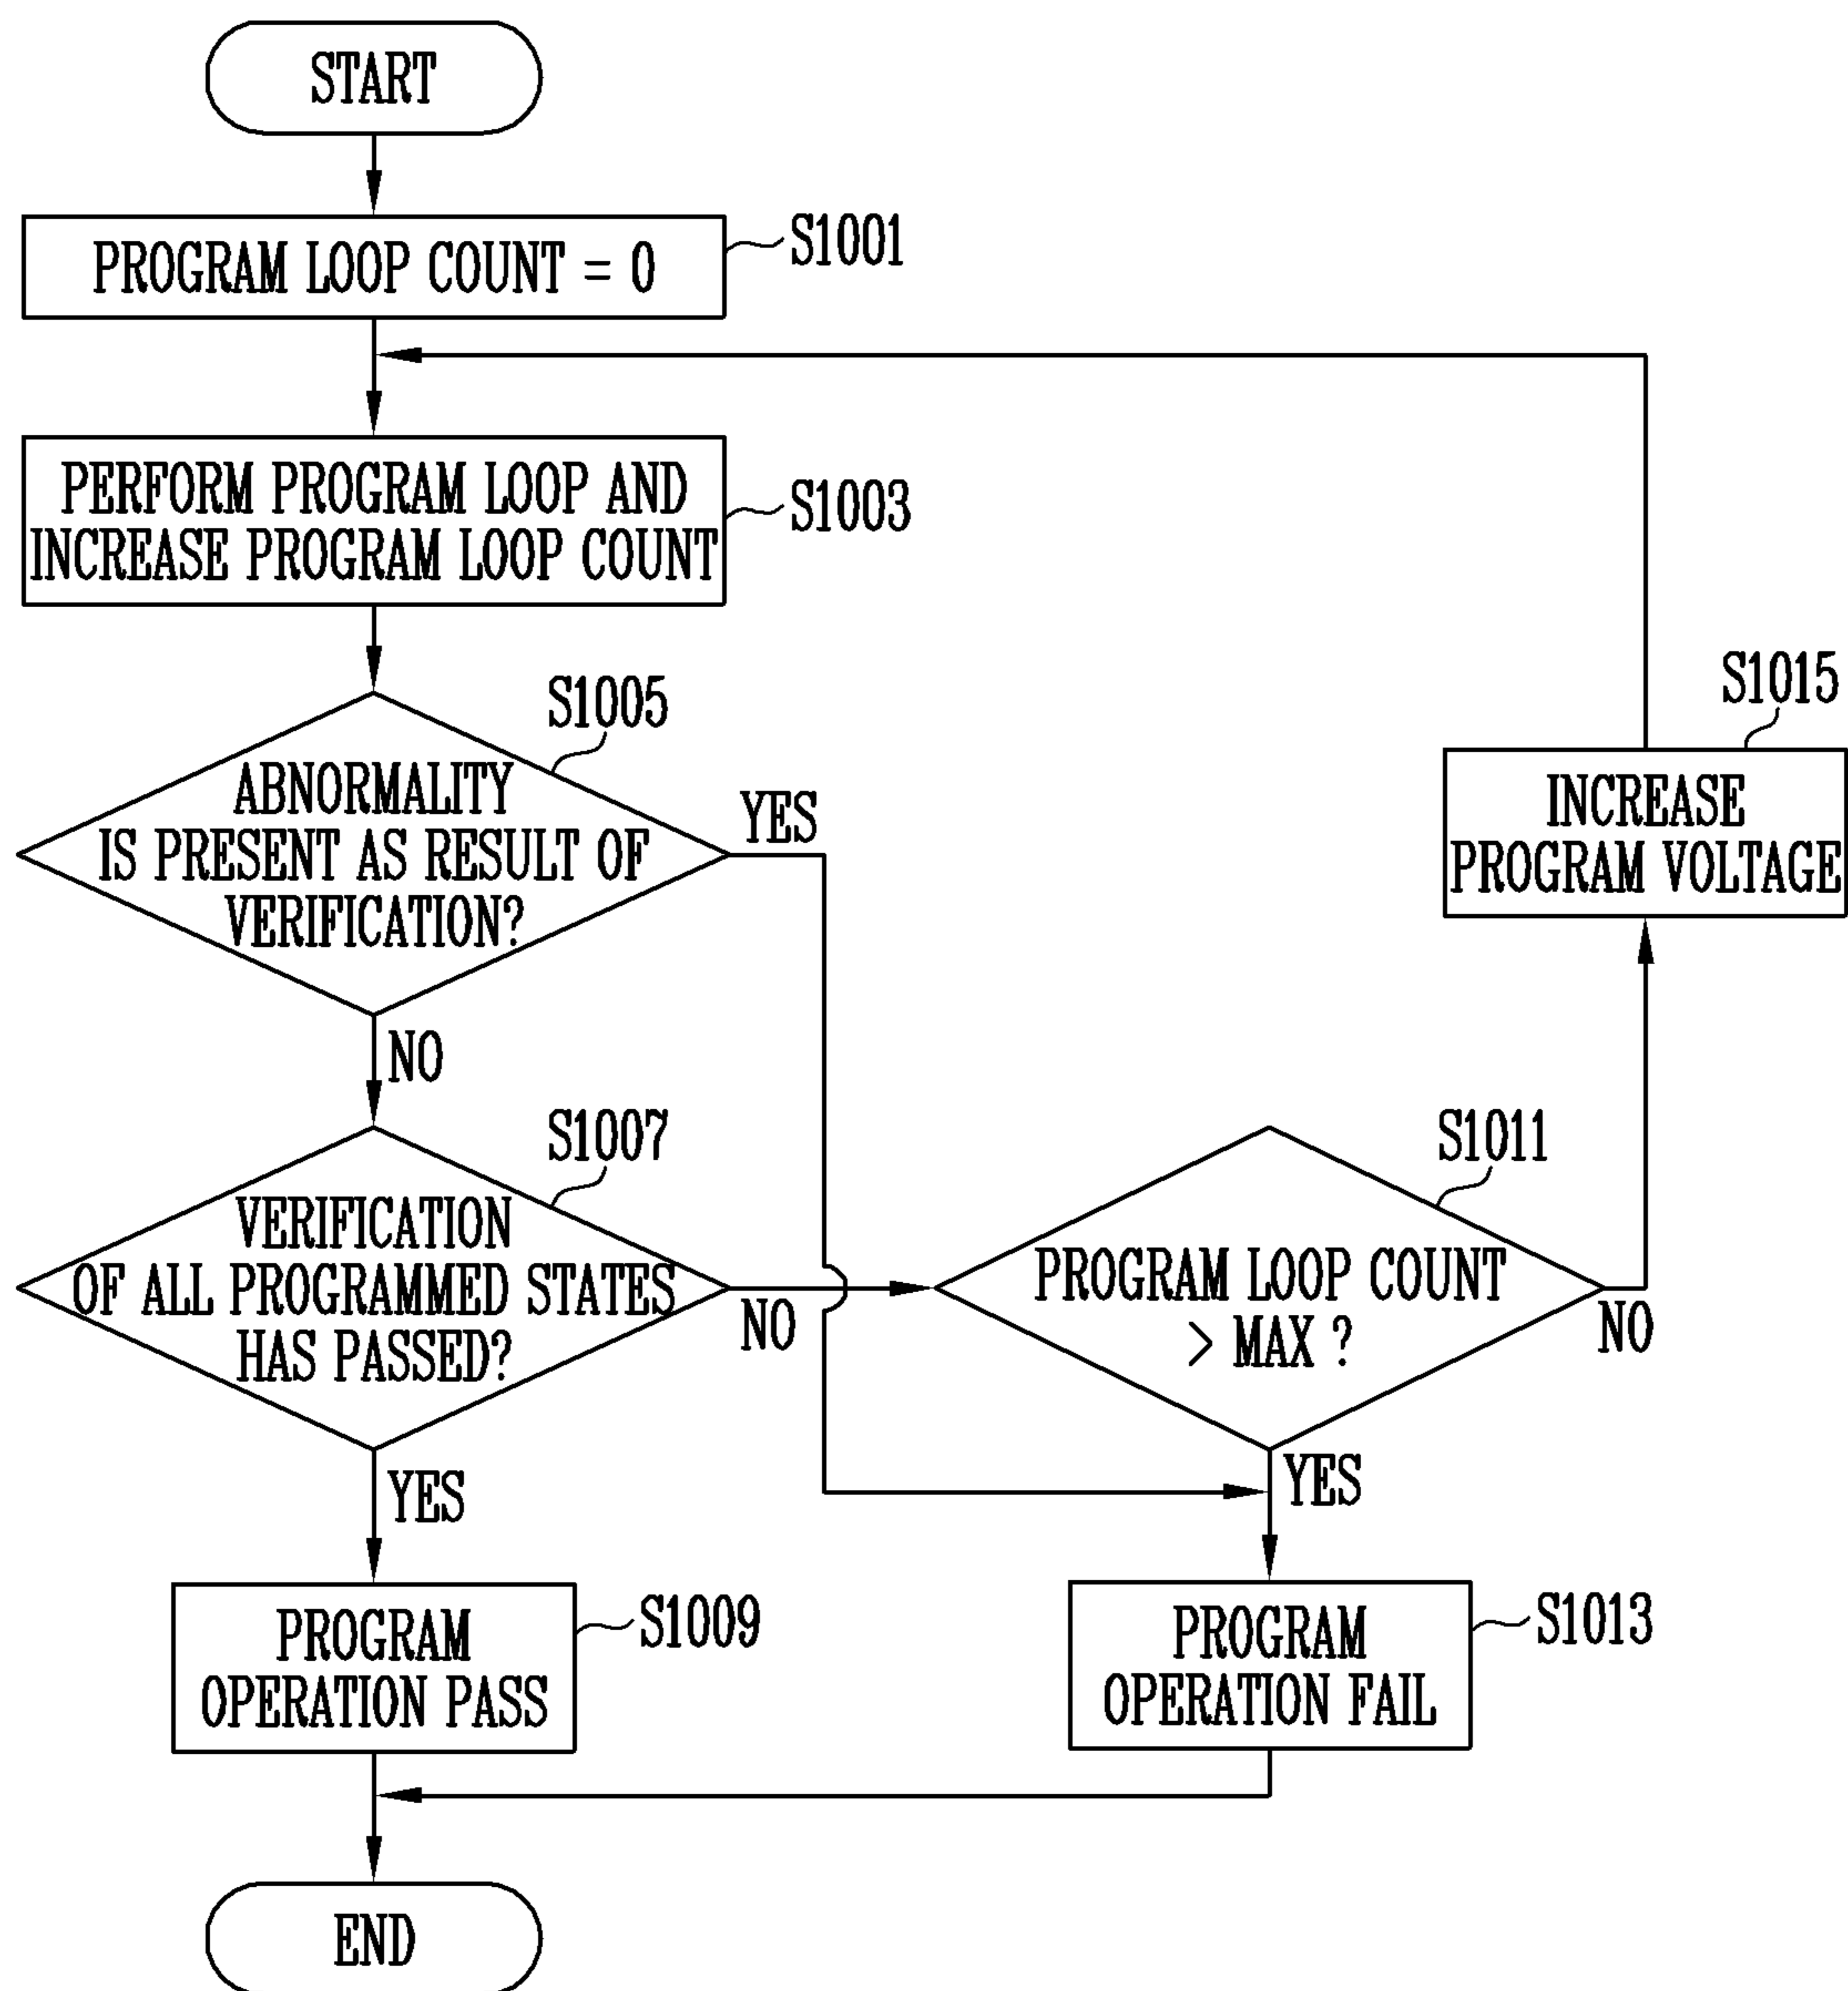 START
PROGRAM LOOP COUNT = 0
S1001
PERFORM PROGRAM LOOP AND
INCREASE PROGRAM LOOP COUNT
S1003
S1005
ABNORMALITY
IS PRESENT AS RESULT OF
VERIFICATION?
YES
NO
S1015
INCREASE
PROGRAM VOLTAGE
S1007
VERIFICATION
OF ALL PROGRAMMED STATES
HAS PASSED?
NO
YES
S1011
PROGRAM LOOP COUNT
> MAX ?
NO
YES
PROGRAM
OPERATION PASS
S1009
PROGRAM
OPERATION FAIL
S1013
END